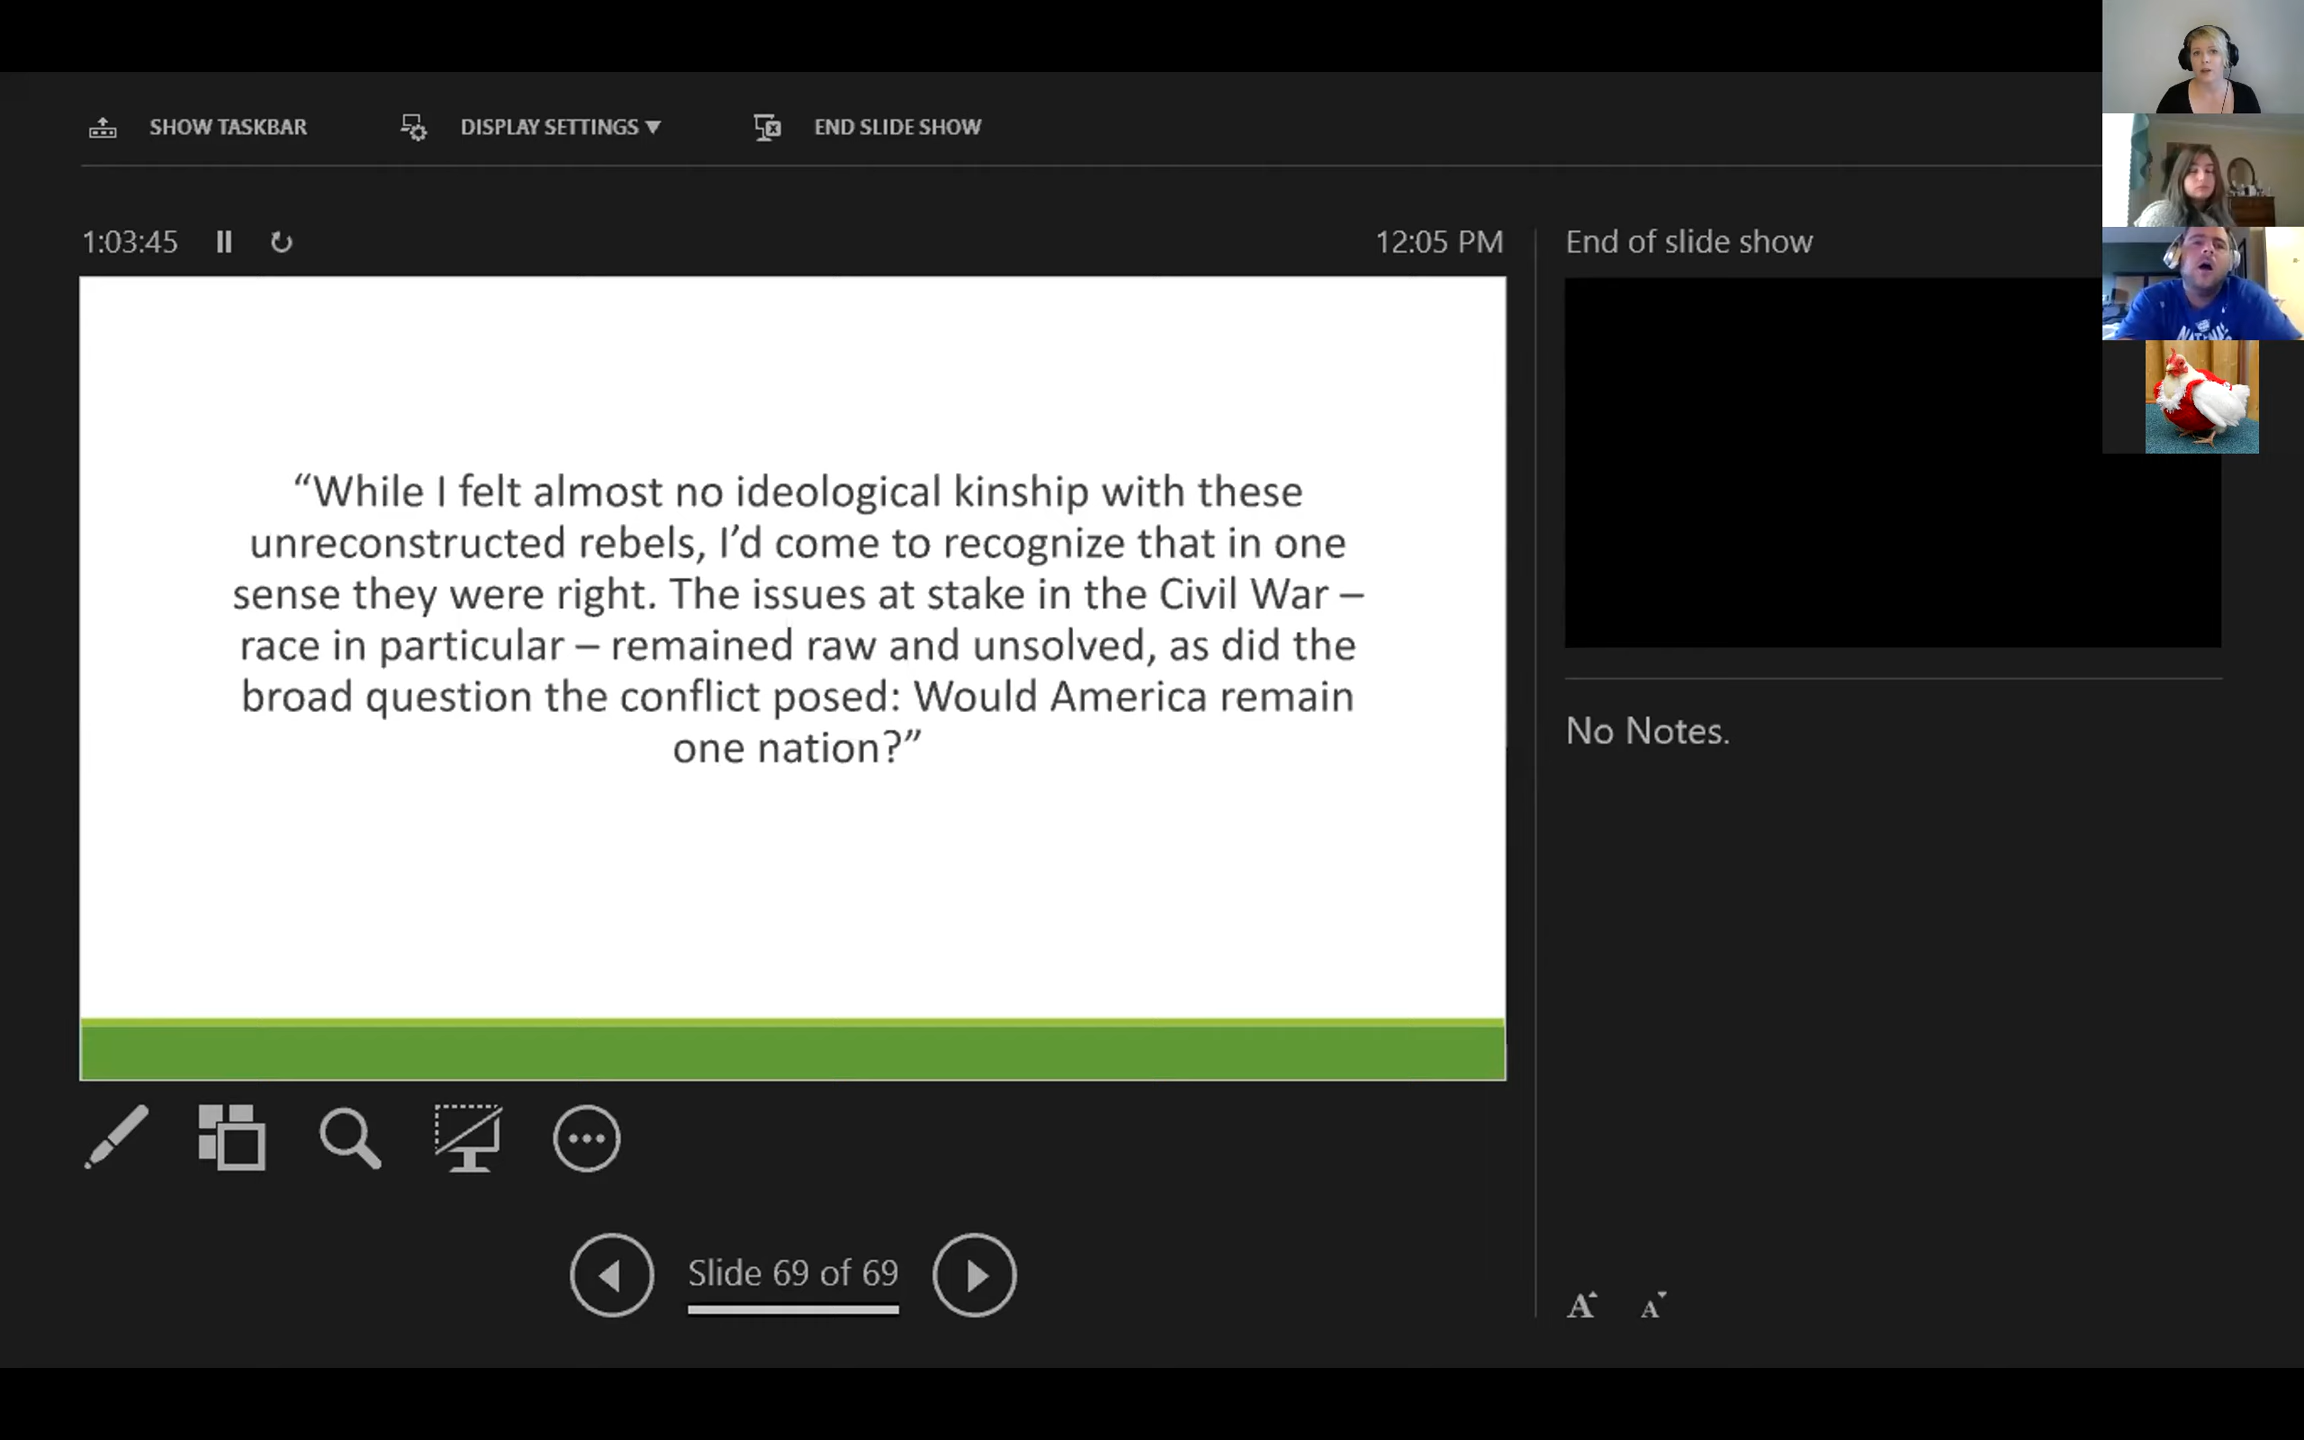 SHOW TASKBAR
DISPLAY SETTINGS ▼
END SLIDE SHOW
1:03:45
12:05 PM
End of slide show
“While I felt almost no ideological kinship with these
unreconstructed rebels, I’d come to recognize that in one
sense they were right. The issues at stake in the Civil War –
race in particular – remained raw and unsolved, as did the
broad question the conflict posed: Would America remain
one nation?”
No Notes.
Slide 69 of 69
A
A